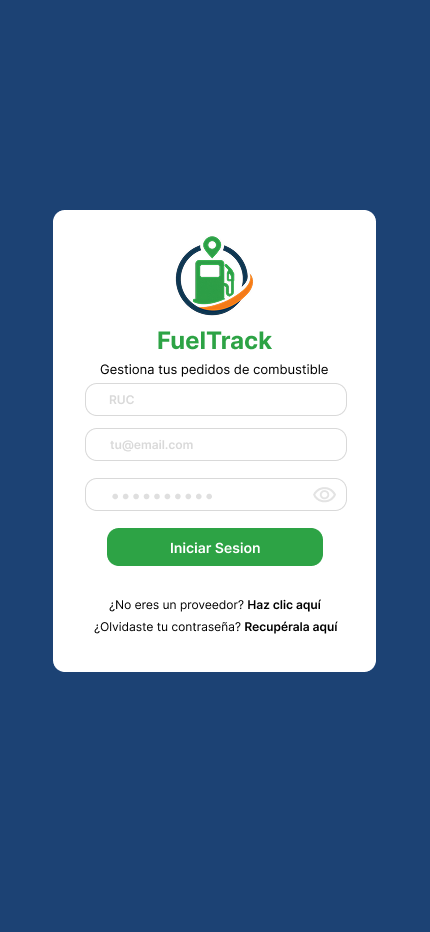 FuelTrack
Gestiona tus pedidos de combustible
RUC
tu@email.com
Iniciar Sesion
¿No eres un proveedor? Haz clic aquí
¿Olvidaste tu contraseña? Recupérala aquí